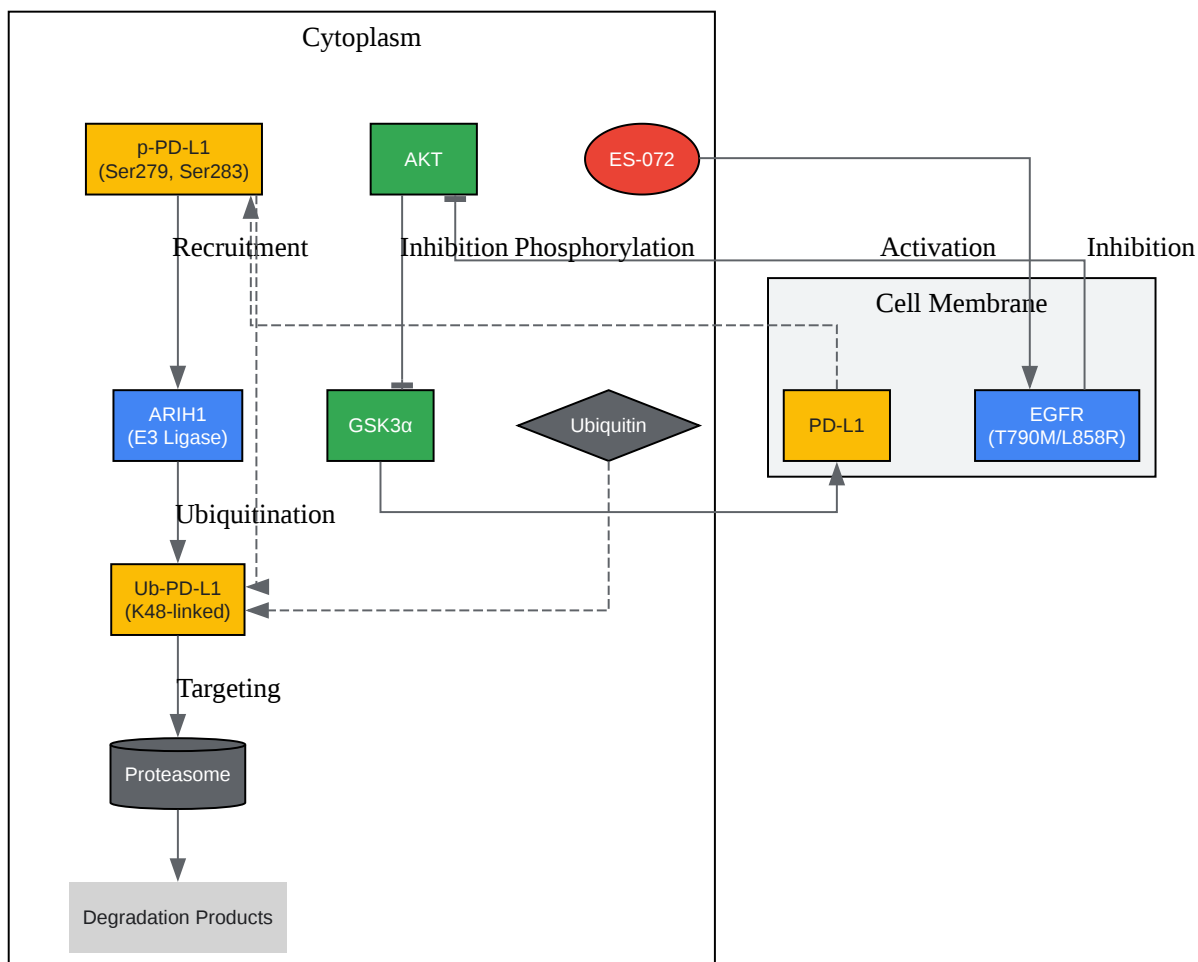 Cytoplasm
p-PD-L1
(Ser279, Ser283)
AKT
ES-072
Recruitment
Inhibition
Phosphorylation
Activation
Inhibition
Cell Membrane
ARIH1
(E3 Ligase)
GSK3α
Ubiquitin
PD-L1
EGFR
(T790M/L858R)
Ubiquitination
Ub-PD-L1
(K48-linked)
Targeting
Proteasome
Degradation Products